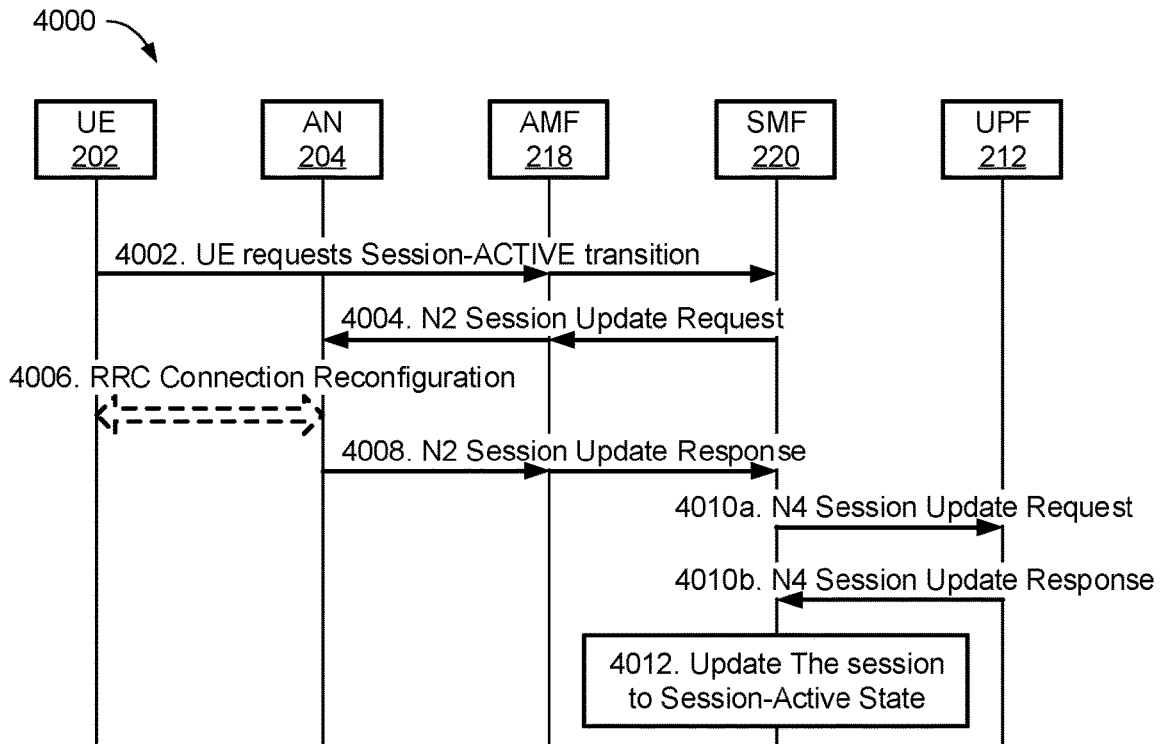 4000
UE
202
AN
204
AMF
218
SMF
220
UPF
212
4002. UE requests Session-ACTIVE transition
4004. N2 Session Update Request
4006. RRC Connection Reconfiguration
4008. N2 Session Update Response
4010a. N4 Session Update Request
4010b. N4 Session Update Response
4012. Update The session
to Session-Active State